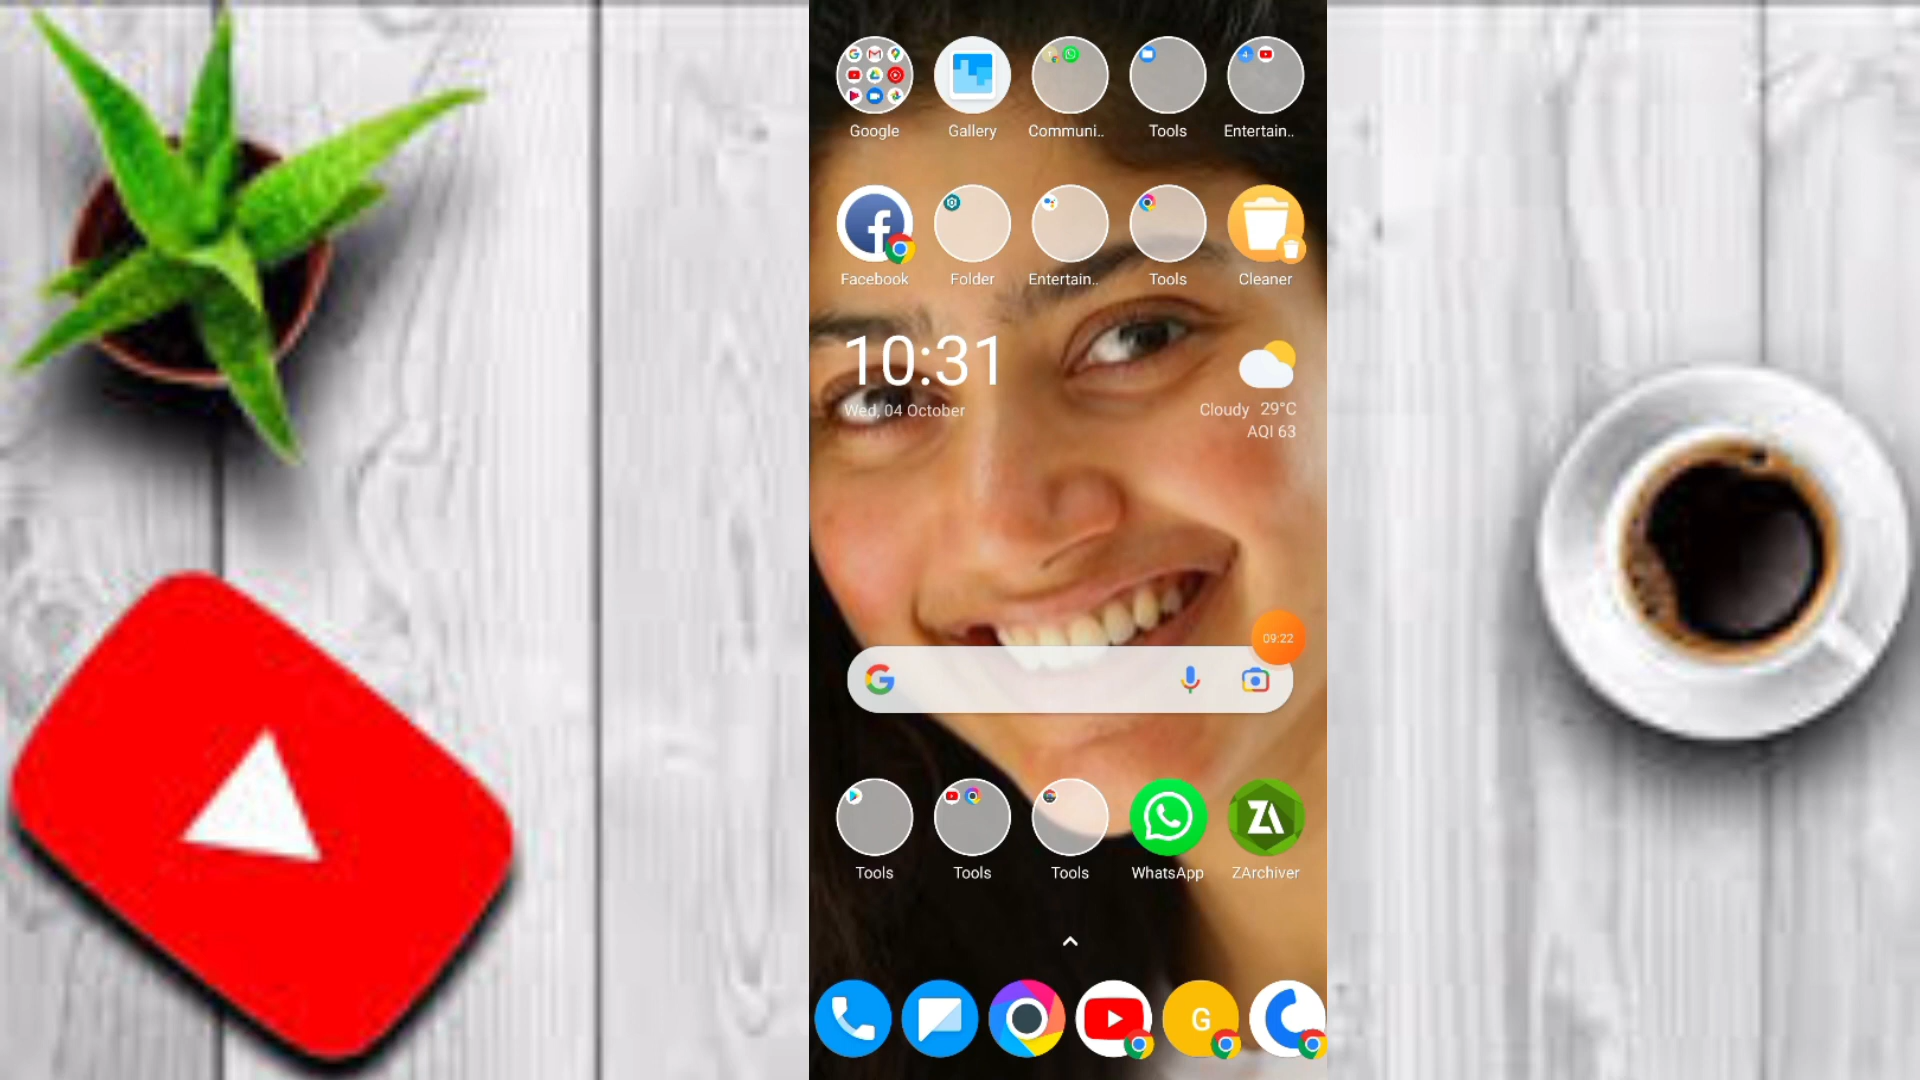 Google Gallery Communi.. Tools Entertain..
Facebook Folder Entertain.. Tools Cleaner
10:31
Wed, 04 October
Cloudy 29°C
AQI 63
09:22
Tools Tools Tools WhatsApp ZArchiver
ZA
G